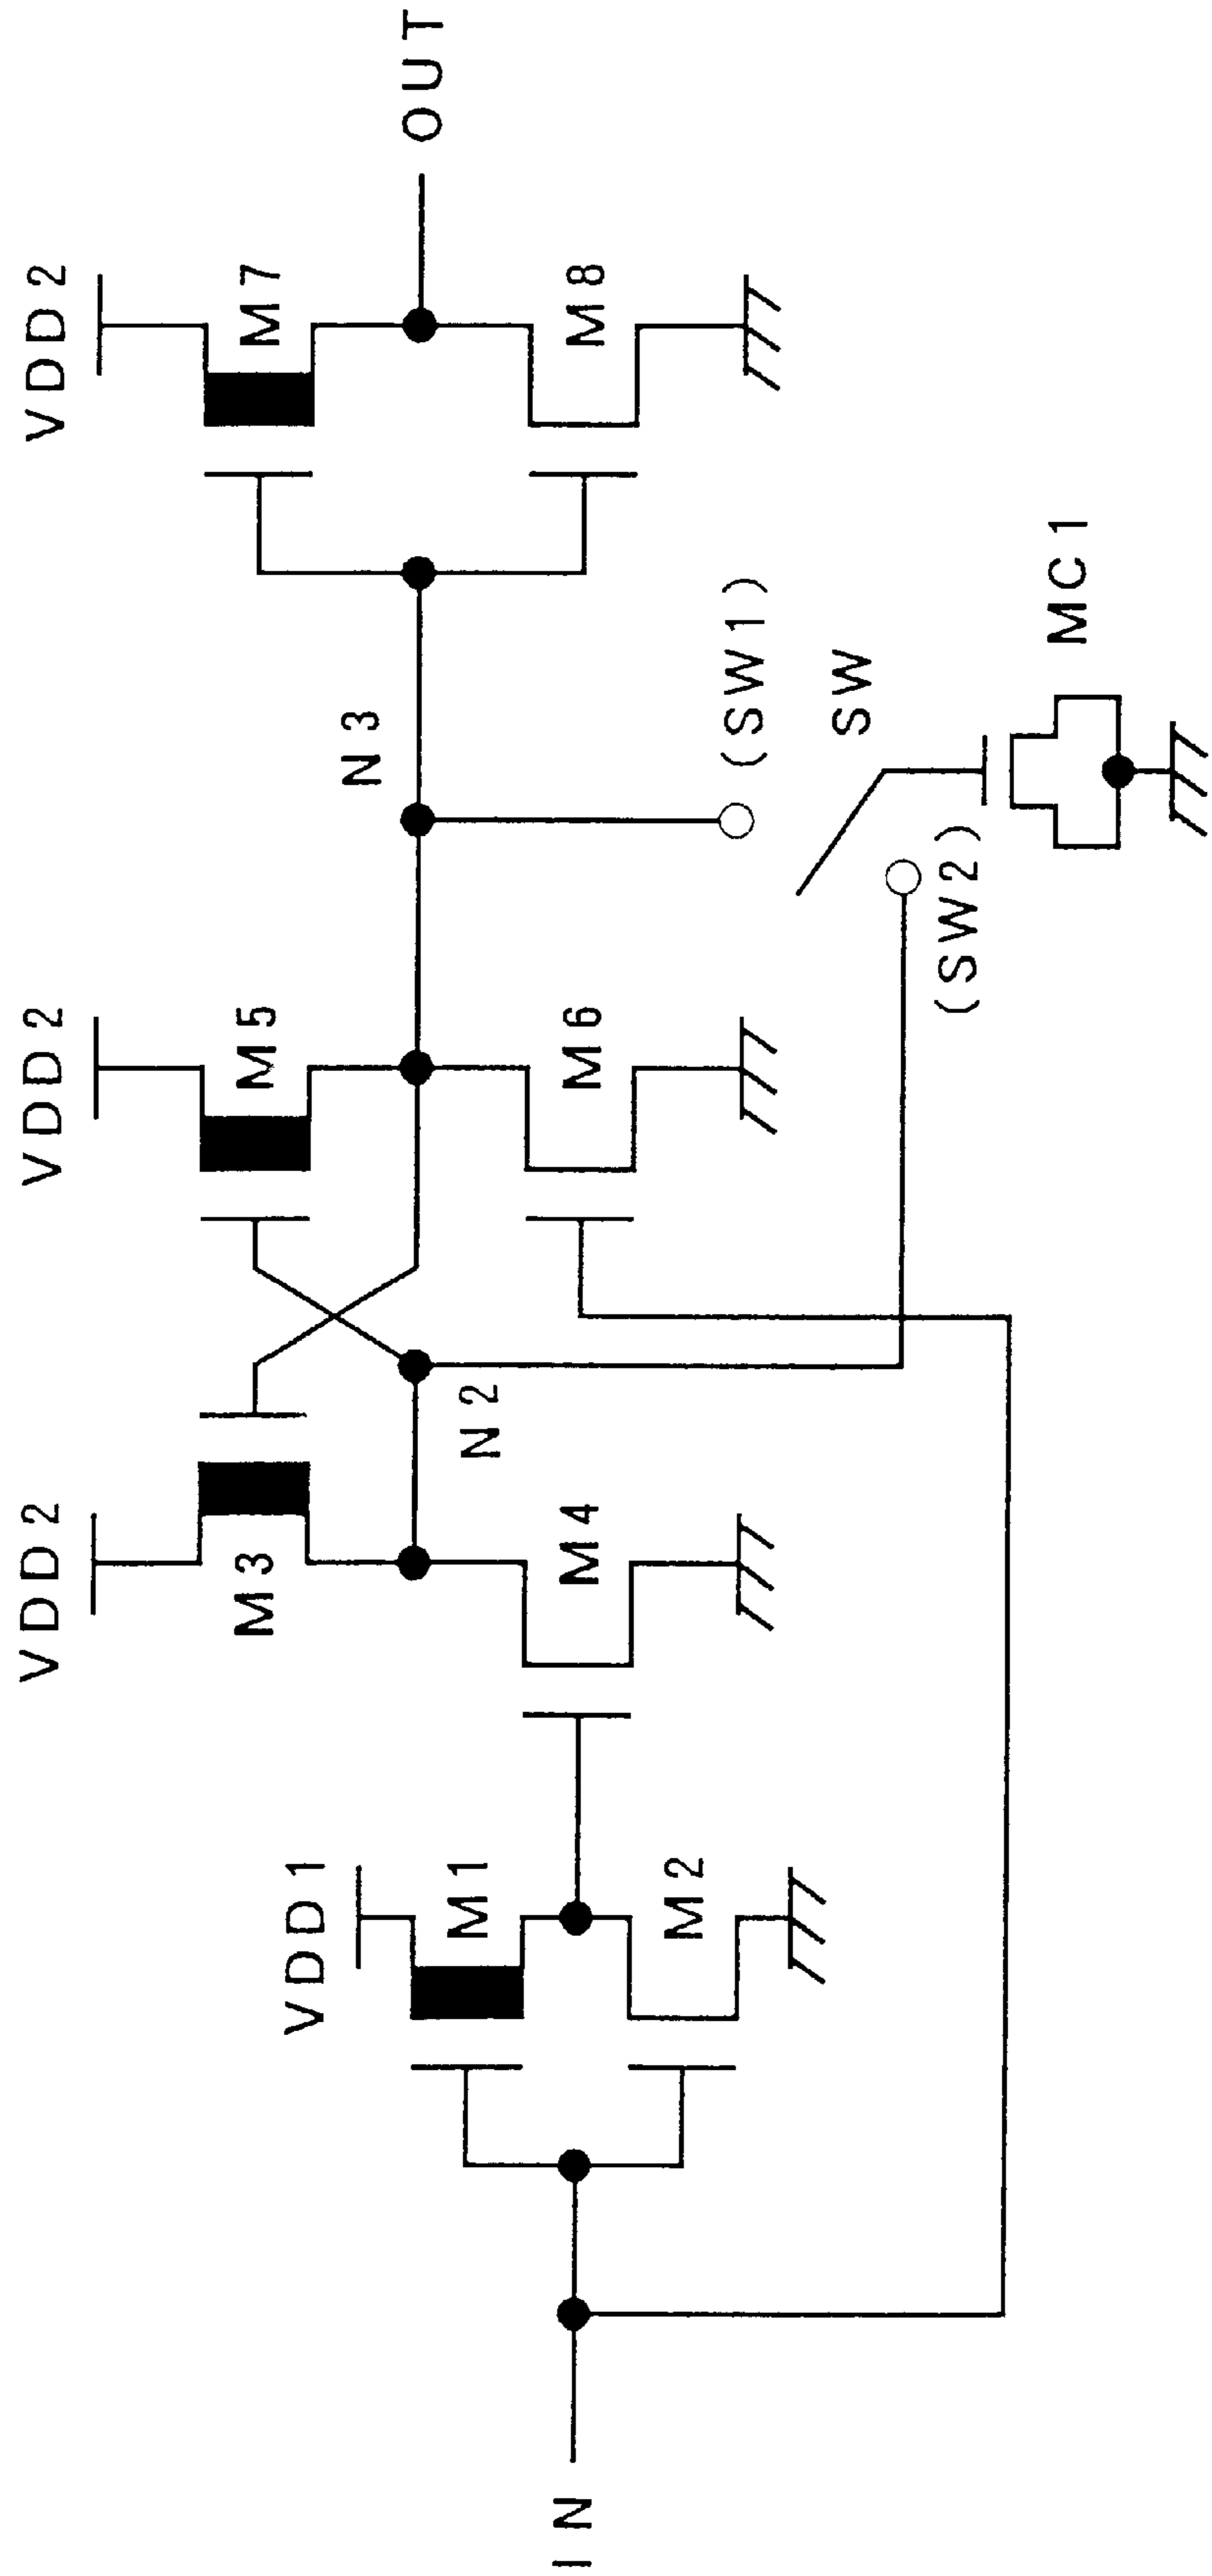 VDD2
VDD2
VDD2
VDD1
M1
M2
M3
M4
M5
M6
M7
M8
N2
N3
IN
OUT
(SW1)
SW
(SW2)
MC1